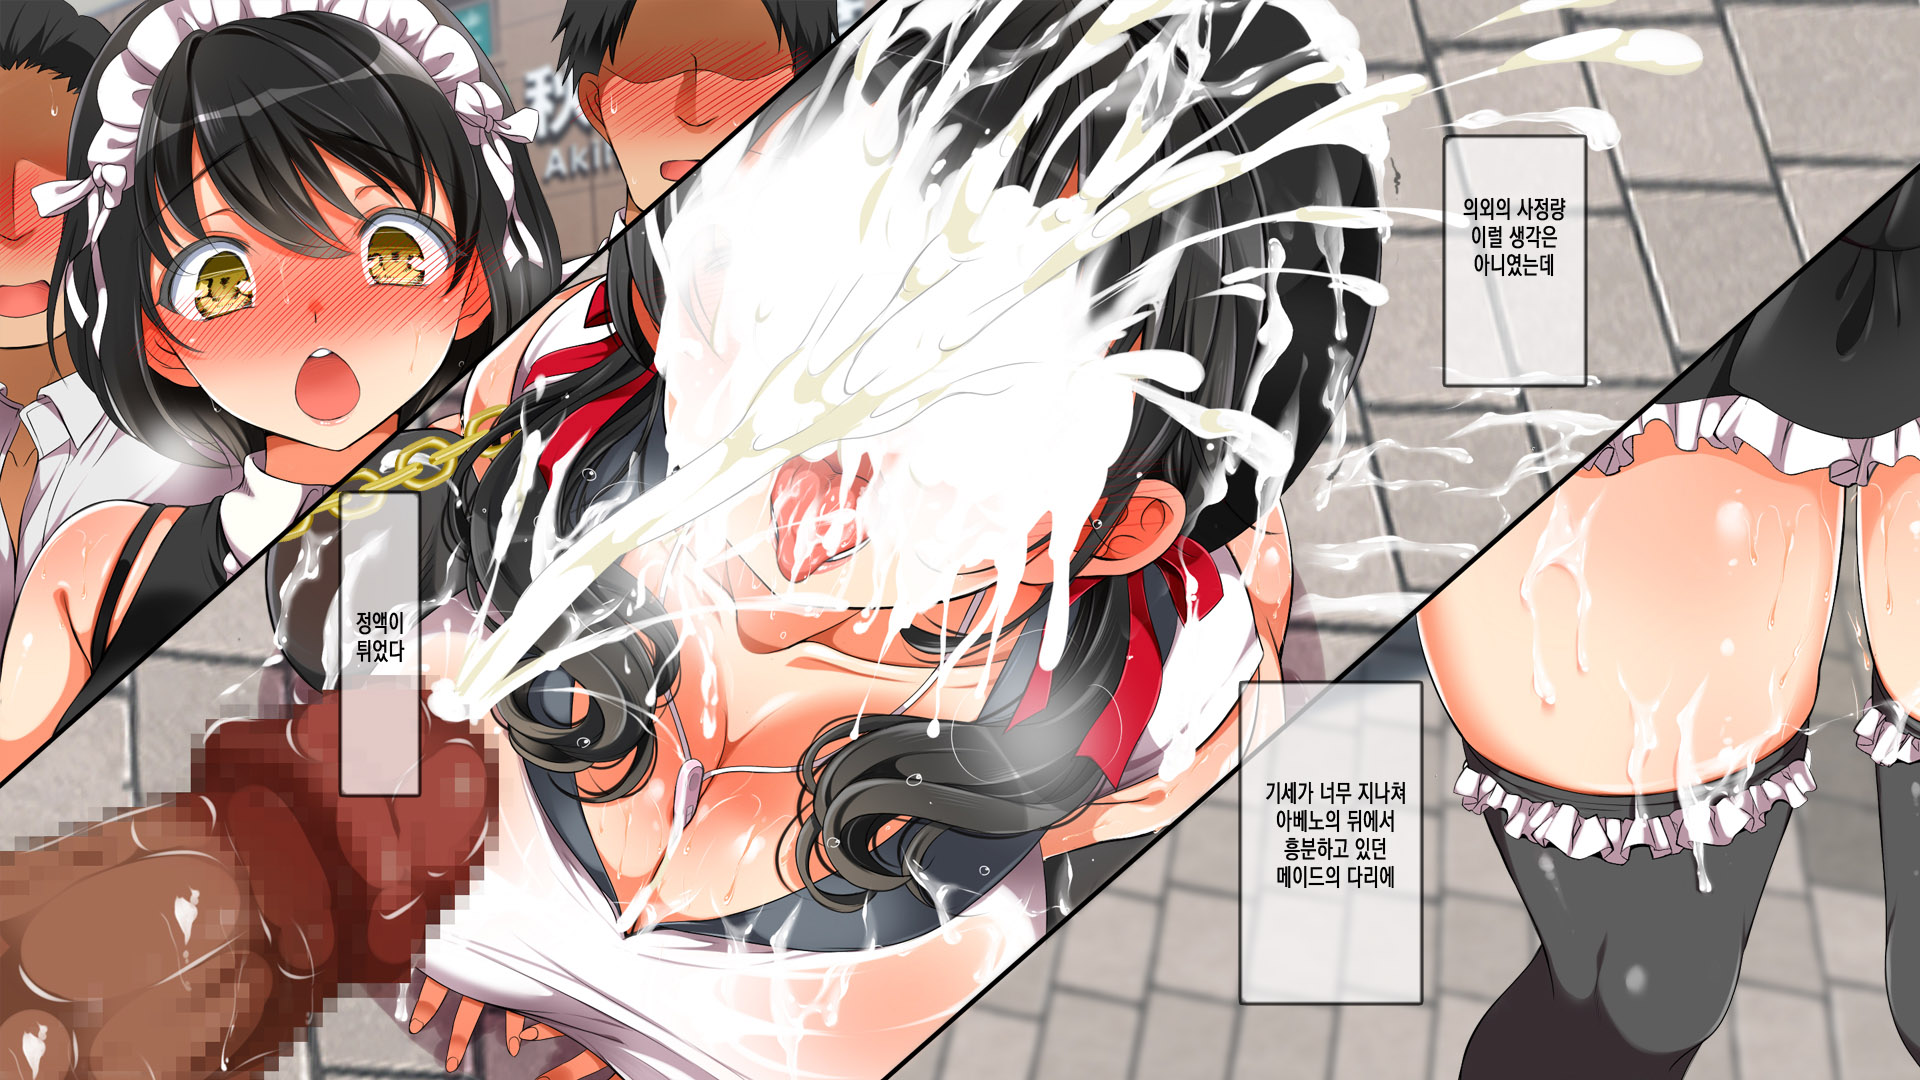 秋
Aki
의외의 사정량
이럴 생각은
아니였는데
정액이
튀었다
기세가 너무 지나쳐
아베노의 뒤에서
흥분하고 있던
메이드의 다리에